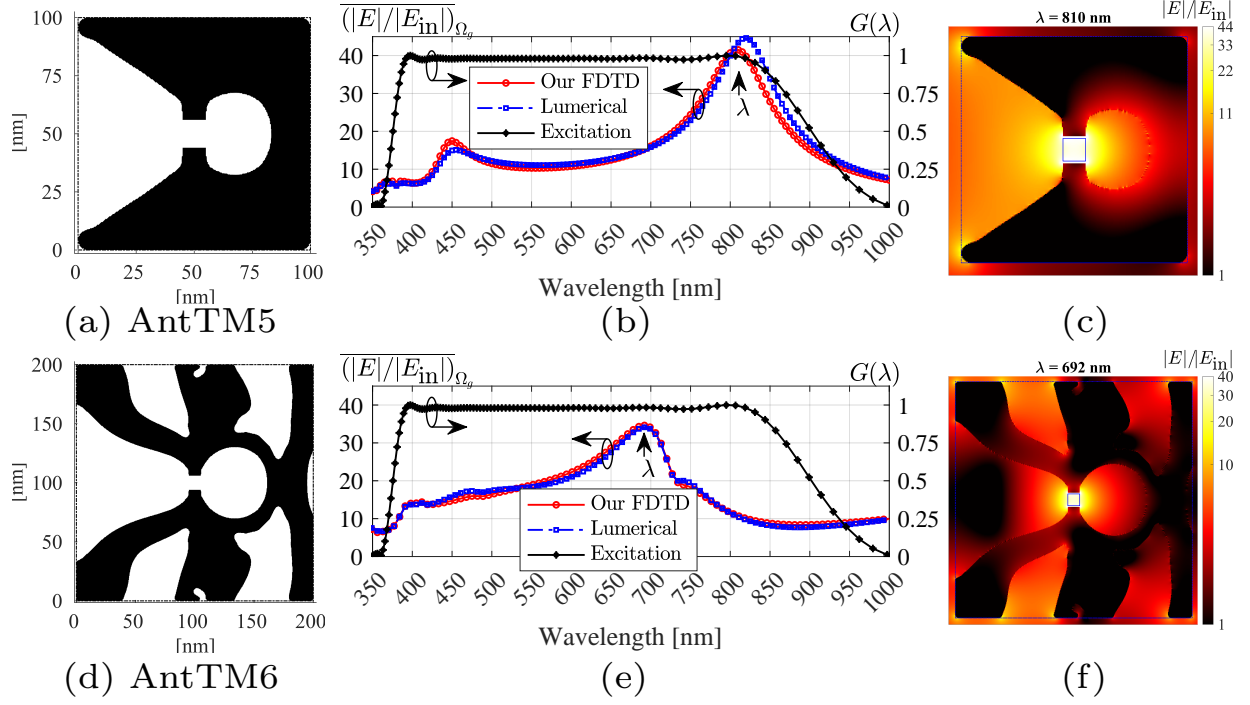 100
75
50
25
0
[nm]
0 25 50 75 100
[nm]
(a) AntTM5
(|E|/|E_in|)_Ω_g
G(λ)
40
30
20
10
0
1
0.75
0.5
0.25
0
Our FDTD
Lumerical
Excitation
λ
350 400 450 500 550 600 650 700 750 800 850 900 950 1000
Wavelength [nm]
(b)
λ = 810 nm
|E|/|E_in|
44
33
22
11
1
(c)
200
150
100
50
0
[nm]
0 50 100 150 200
[nm]
(d) AntTM6
(|E|/|E_in|)_Ω_g
G(λ)
40
30
20
10
0
1
0.75
0.5
0.25
0
λ
Our FDTD
Lumerical
Excitation
350 400 450 500 550 600 650 700 750 800 850 900 950 1000
Wavelength [nm]
(e)
λ = 692 nm
|E|/|E_in|
40
30
20
10
1
(f)